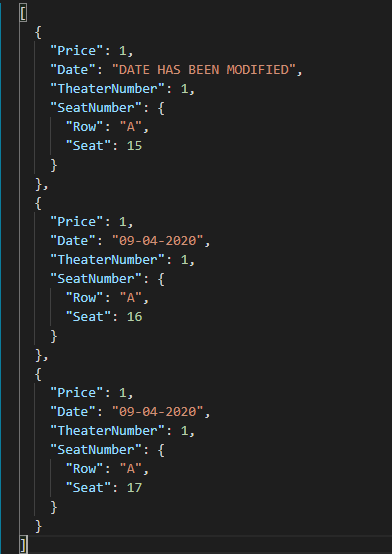 [
  {
    "Price": 1,
    "Date": "DATE HAS BEEN MODIFIED",
    "TheaterNumber": 1,
    "SeatNumber": {
      "Row": "A",
      "Seat": 15
    }
  },
  {
    "Price": 1,
    "Date": "09-04-2020",
    "TheaterNumber": 1,
    "SeatNumber": {
      "Row": "A",
      "Seat": 16
    }
  },
  {
    "Price": 1,
    "Date": "09-04-2020",
    "TheaterNumber": 1,
    "SeatNumber": {
      "Row": "A",
      "Seat": 17
    }
  }
]